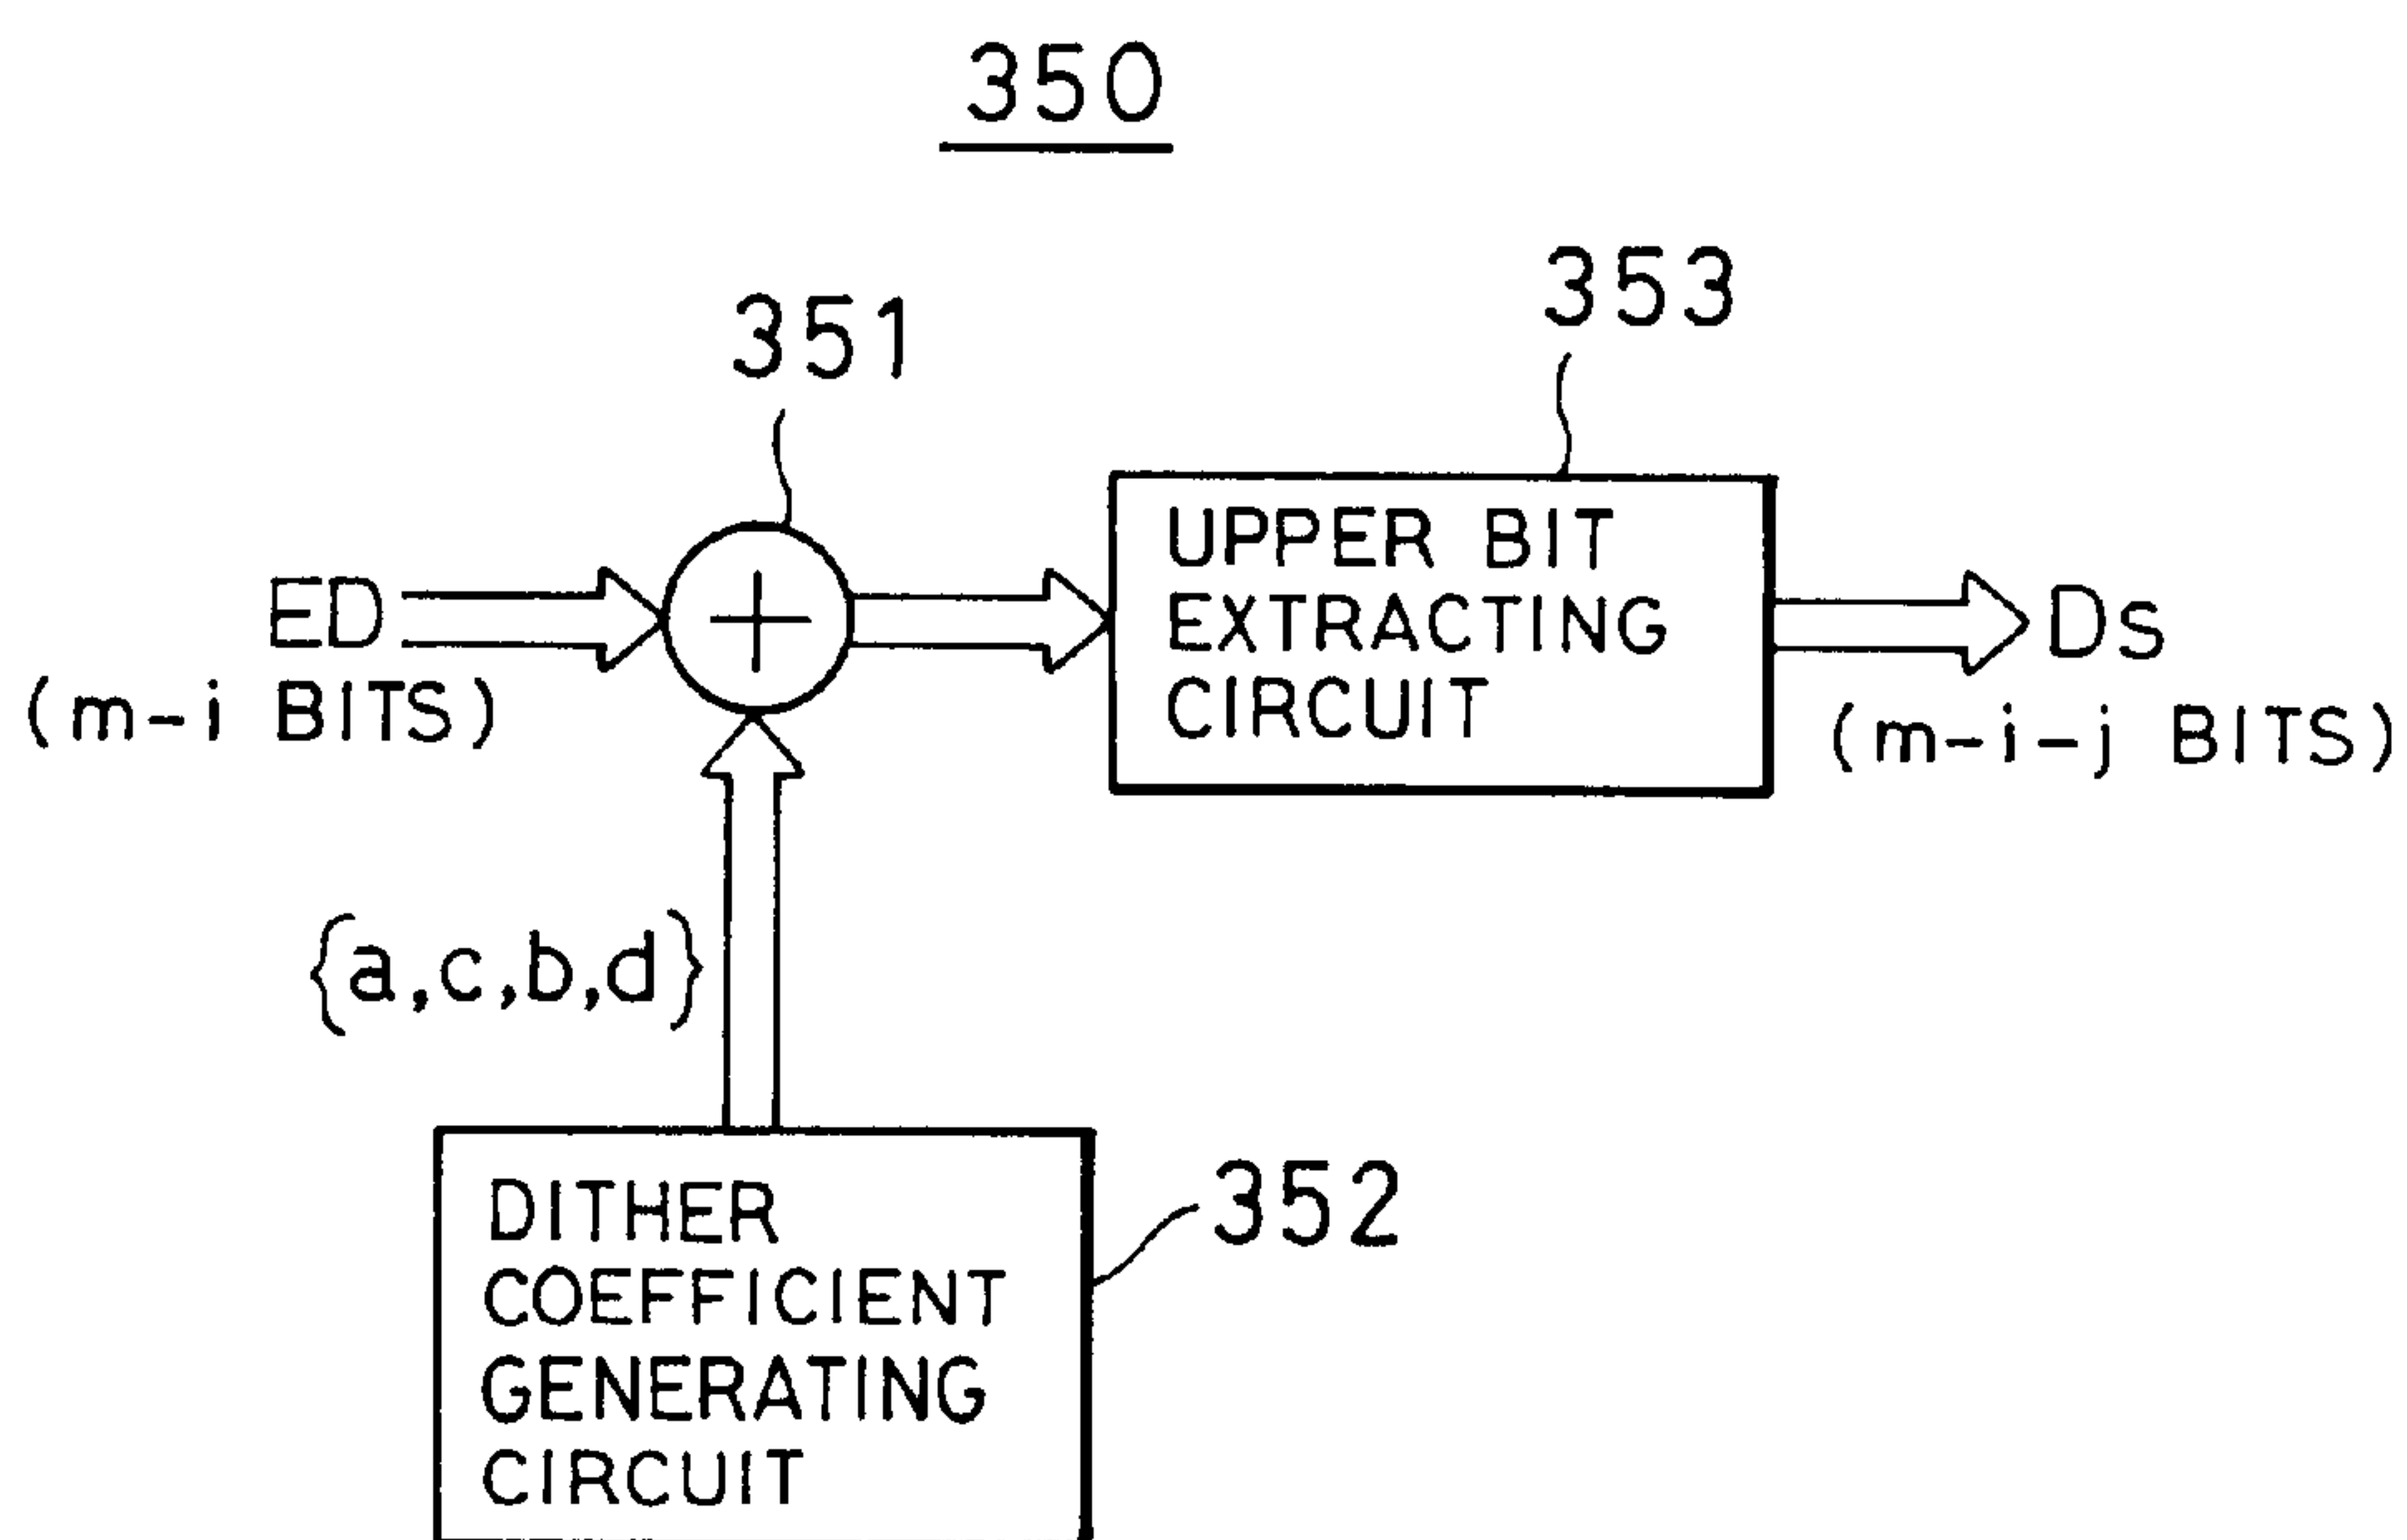 350
351
353
ED
(m-i BITS)
UPPER BIT
EXTRACTING
CIRCUIT
Ds
(m-i-j BITS)
{a,c,b,d}
DITHER
COEFFICIENT
GENERATING
CIRCUIT
352